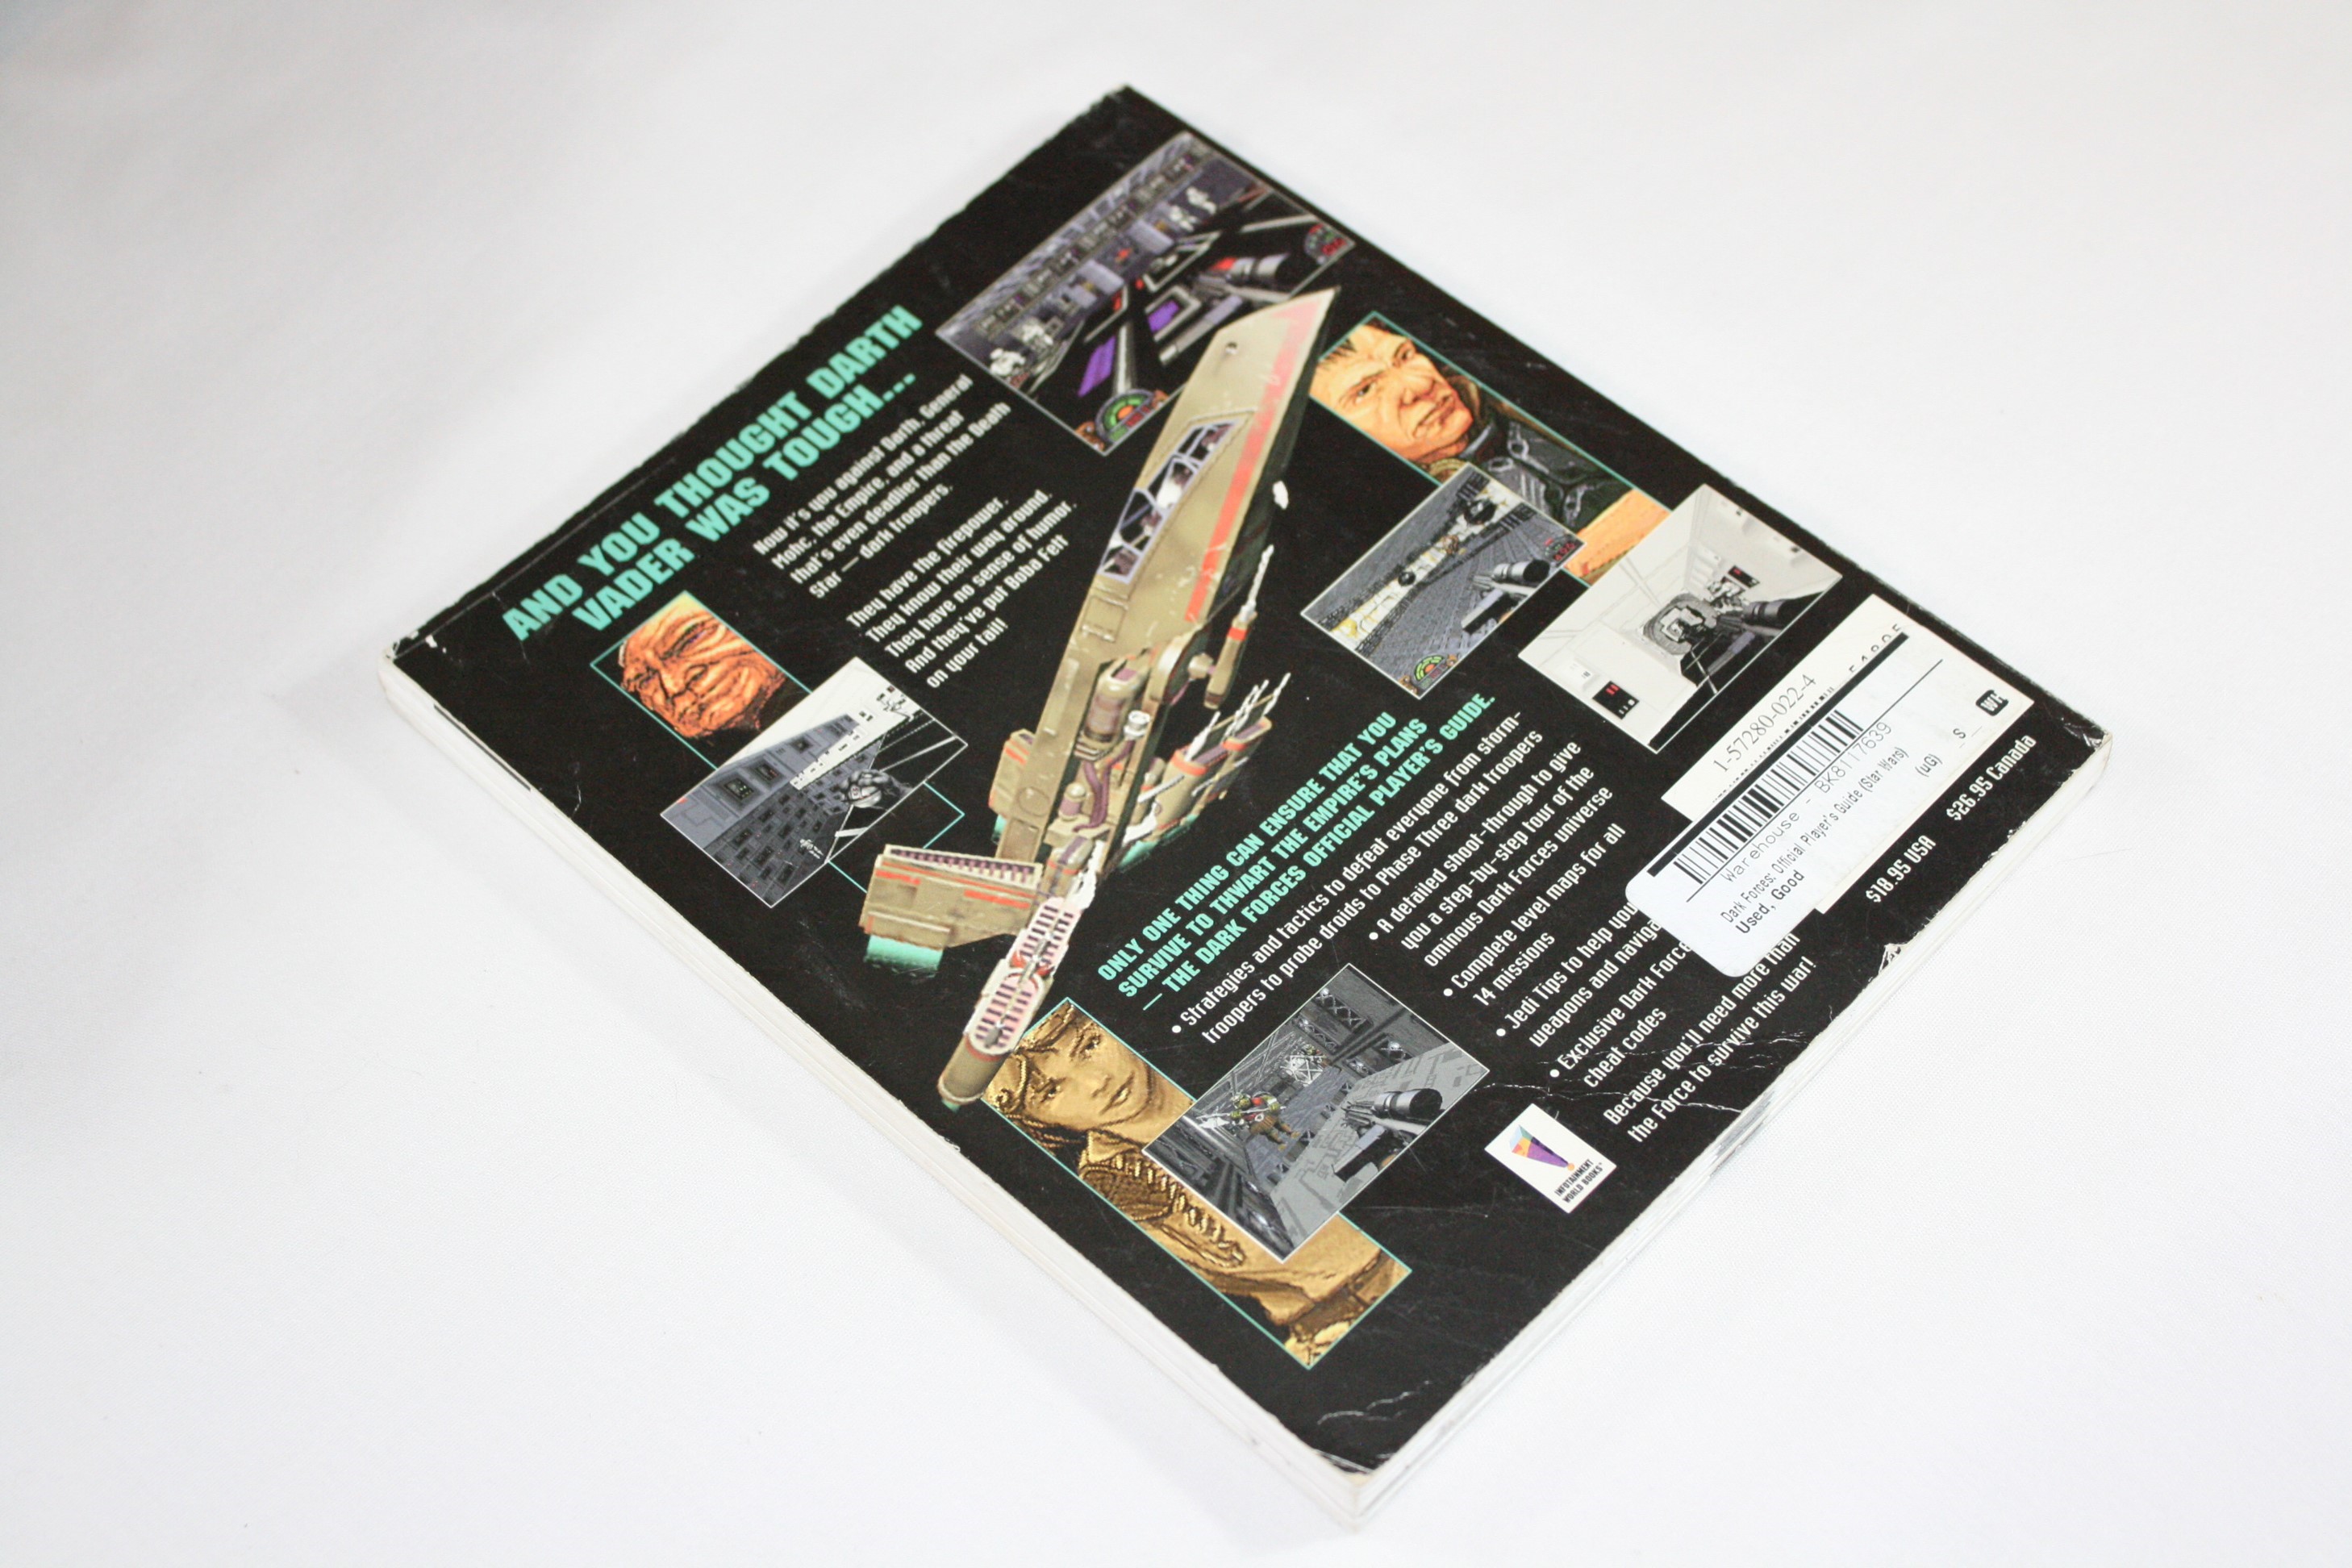 AND YOU THOUGHT DARTH
VADER WAS TOUGH...
Now it's you against Darth, General
Mohc, the Empire, and a threat
that's even deadlier than the Death
Star — dark troopers.
They have the firepower.
They know their way around.
They have no sense of humor.
And they've put Boba Fett
on your tail!
ONLY ONE THING CAN ENSURE THAT YOU
SURVIVE TO THWART THE EMPIRE'S PLANS
— THE DARK FORCES OFFICIAL PLAYER'S GUIDE.
• Strategies and tactics to defeat everyone from storm-
troopers to probe droids to Phase Three dark troopers
• A detailed shoot-through to give
you a step-by-step tour of the
ominous Dark Forces universe
• Complete level maps for all
14 missions
• Jedi Tips to help you
weapons and
• Exclusive Dark
cheat codes
Because you'll need more than
the Force to survive this war!
INFOTAINMENT
WORLD BOOKS™
1-57280-022-4
Warehouse - BK8117639
Dark Forces: Official Player's Guide (Star Wars)
Used, Good
(uG)
S
$18.95 USA $26.95 Canada